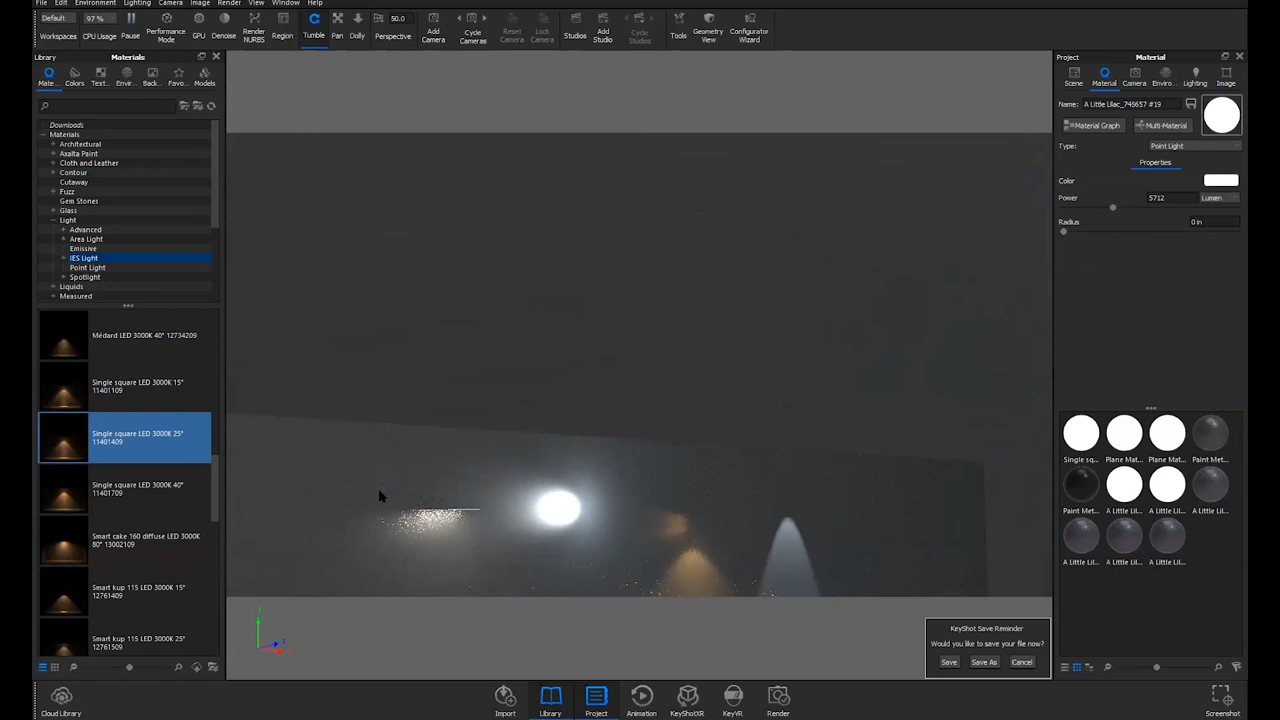 File Edit Environment Lighting Camera Image Render View Window Help
Default 97 % 50.0
Workspaces CPU Usage Pause Performance Mode GPU Denoise Render NURBS Region Tumble Pan Dolly Perspective Add Camera Cycle Cameras Reset Camera Lock Camera Studios Add Studio Cycle Studios Tools Geometry View Configurator Wizard
Library Materials
Mate... Colors Text... Envir... Back... Favo... Models
Downloads
Materials
Architectural
Axalta Paint
Cloth and Leather
Contour
Cutaway
Fuzz
Gem Stones
Glass
Light
Advanced
Area Light
Emissive
IES Light
Point Light
Spotlight
Liquids
Measured
Médard LED 3000K 40° 12734209
Single square LED 3000K 15°
11401109
Single square LED 3000K 25°
11401409
Single square LED 3000K 40°
11401709
Smart cake 160 diffuse LED 3000K
80° 13002109
Smart kup 115 LED 3000K 15°
12761409
Smart kup 115 LED 3000K 25°
12761509
y
z
Project Material
Scene Material Camera Enviro... Lighting Image
Name: A Little Lilac_745657 #19
Material Graph Multi-Material
Type: Point Light
Properties
Color
Power 5712 Lumen
Radius 0 in
Single sq... Plane Mat... Plane Mat... Paint Met...
Paint Met... A Little Lil... A Little Lil... A Little Lil...
A Little Lil... A Little Lil... A Little Lil...
KeyShot Save Reminder
Would you like to save your file now?
Save Save As Cancel
Cloud Library Import Library Project Animation KeyShotXR KeyVR Render Screenshot